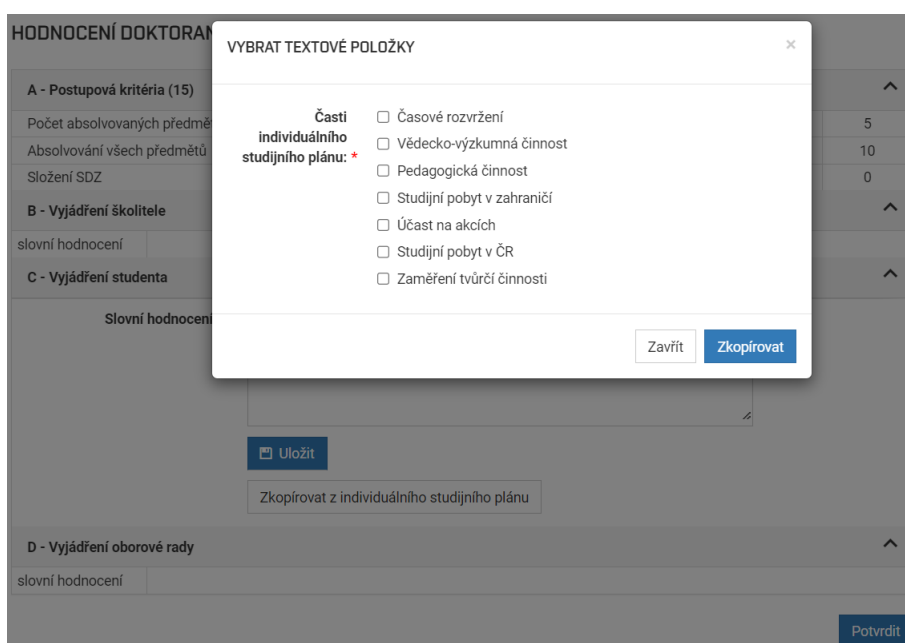 HODNOCENÍ DOKTORAN
VYBRAT TEXTOVÉ POLOŽKY
×
A - Postupová kritéria (15)
Počet absolvovaných předmě
5
Absolvování všech předmětů
10
Složení SDZ
0
Časti
individuálního
studijního plánu: *
Časové rozvržení
Vědecko-výzkumná činnost
Pedagogická činnost
Studijní pobyt v zahraničí
Účast na akcích
Studijní pobyt v ČR
Zaměření tvůrčí činnosti
B - Vyjádření školitele
slovní hodnocení
C - Vyjádření studenta
Slovní hodnocení
Zavřít
Zkopírovat
Uložit
Zkopírovat z individuálního studijního plánu
D - Vyjádření oborové rady
slovní hodnocení
Potvrdit